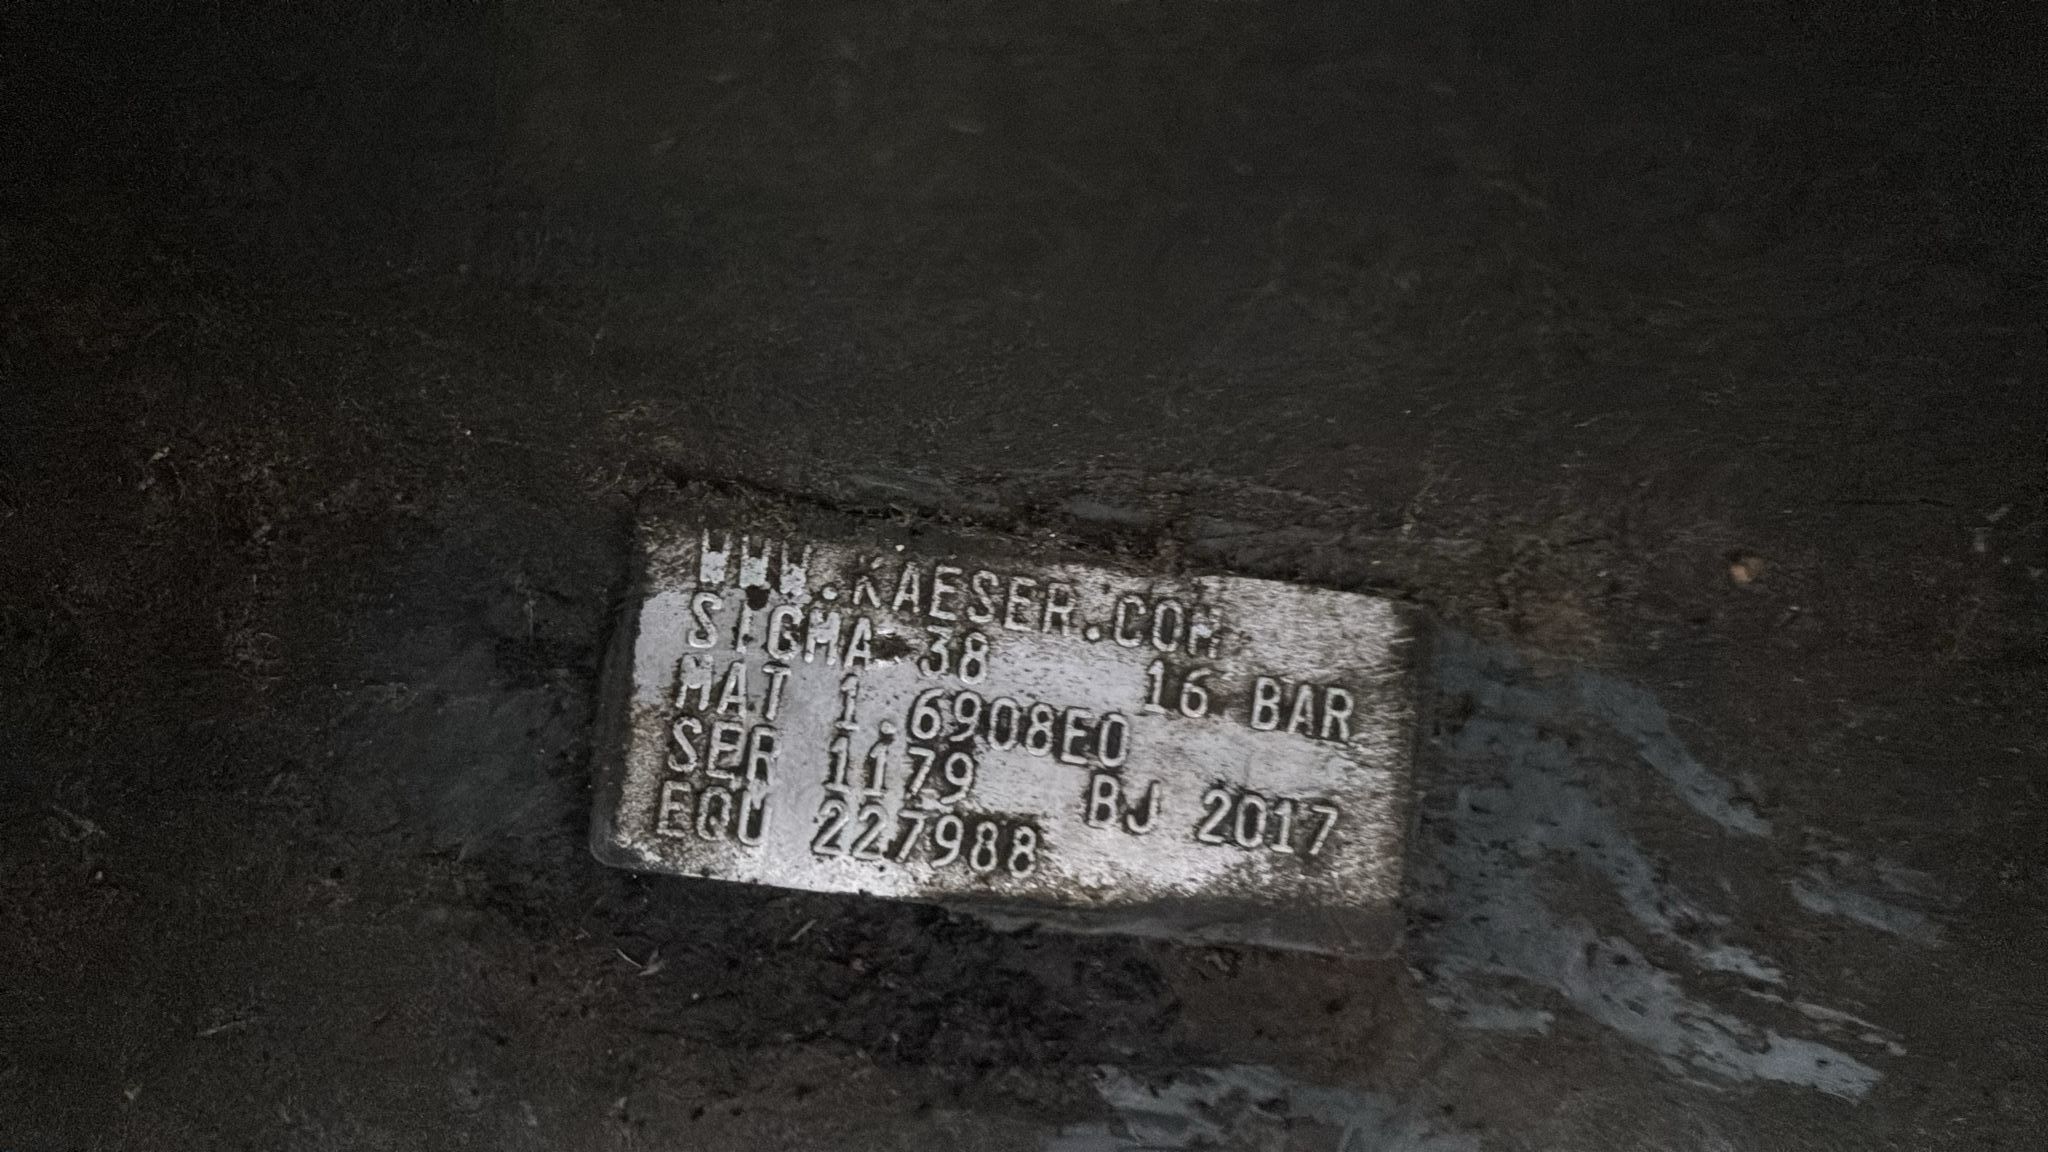 WWW.KAESER.COM
SIGMA 38 16 BAR
MAT 1.6908E0
SER 1179 BJ 2017
EQU 227988